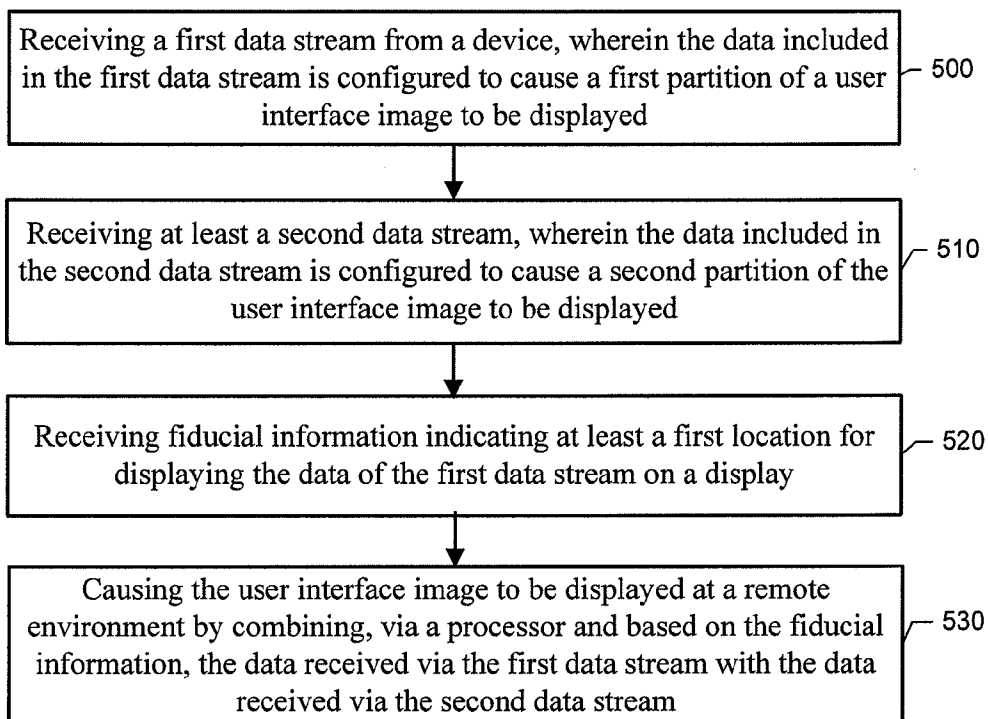 Receiving a first data stream from a device, wherein the data included
in the first data stream is configured to cause a first partition of a user
interface image to be displayed
500
Receiving at least a second data stream, wherein the data included in
the second data stream is configured to cause a second partition of the
user interface image to be displayed
510
Receiving fiducial information indicating at least a first location for
displaying the data of the first data stream on a display
520
Causing the user interface image to be displayed at a remote
environment by combining, via a processor and based on the fiducial
information, the data received via the first data stream with the data
received via the second data stream
530